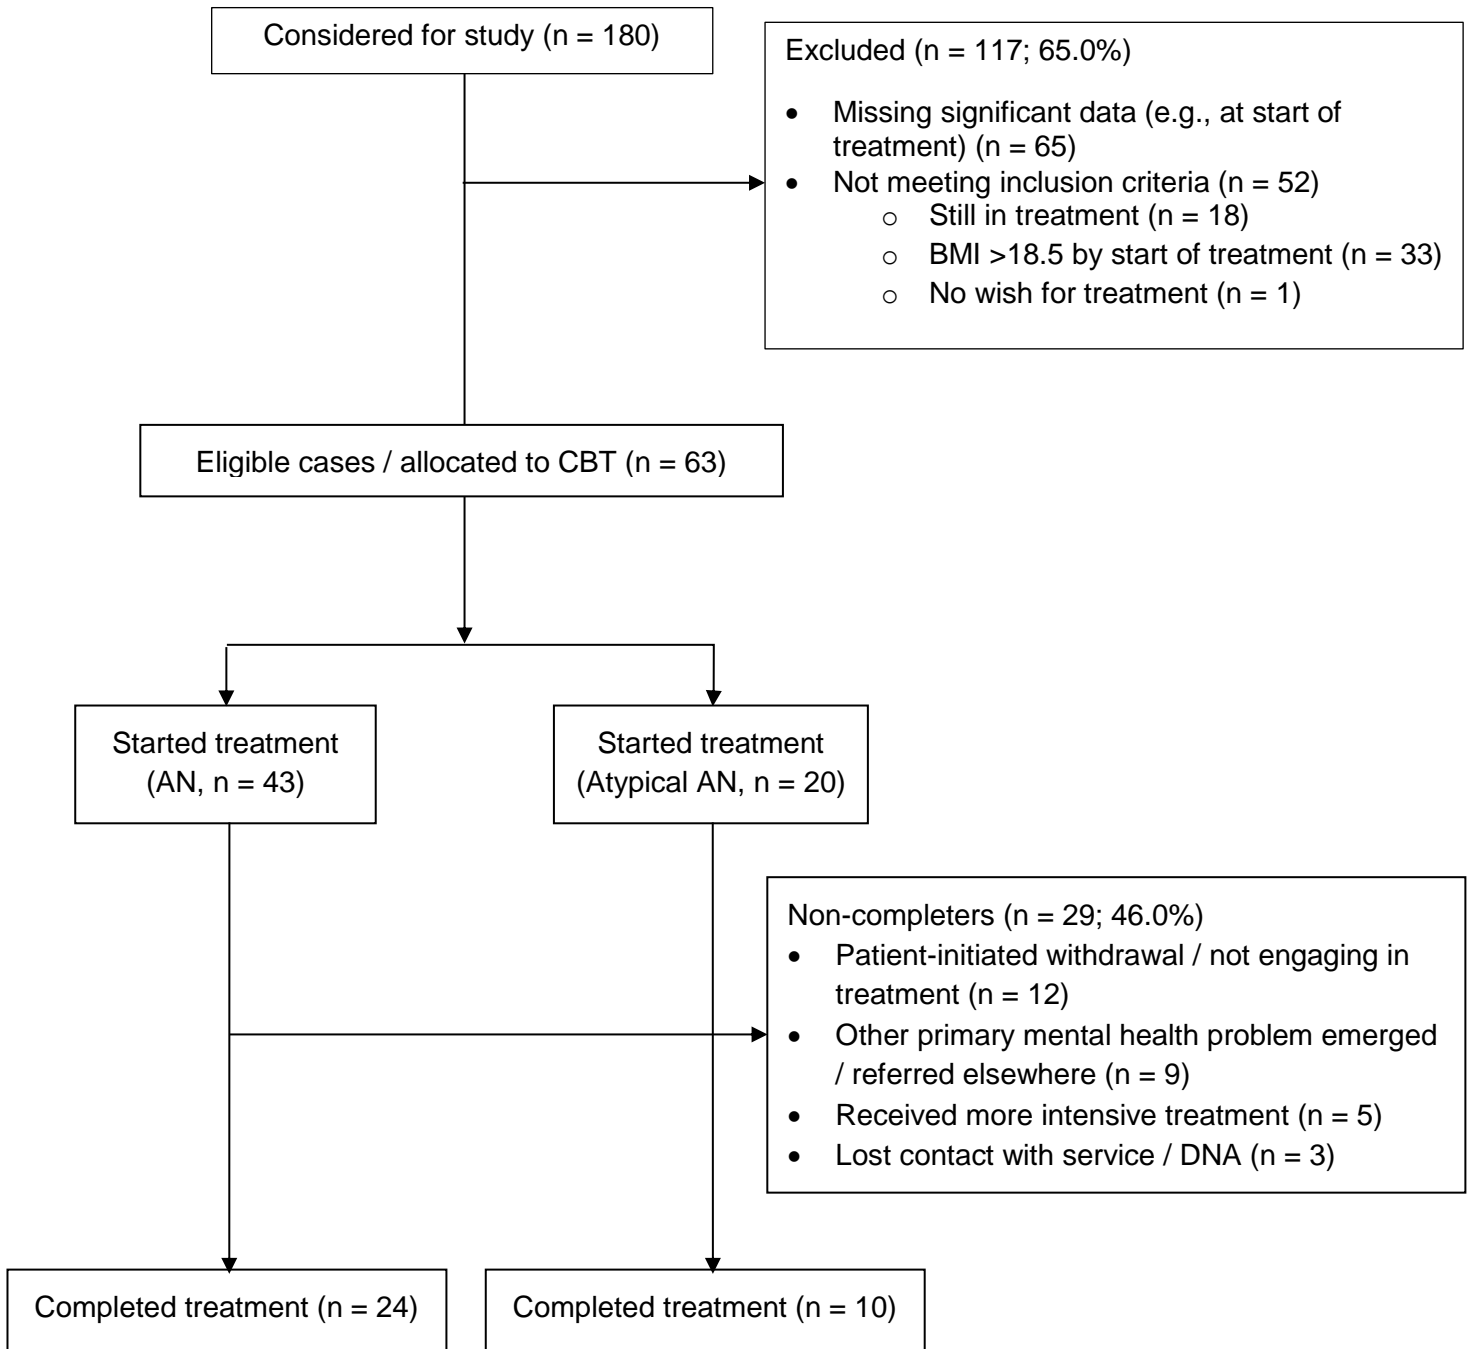 Considered for study (n = 180)
Excluded (n = 117; 65.0%)
• Missing significant data (e.g., at start of
treatment) (n = 65)
• Not meeting inclusion criteria (n = 52)
o Still in treatment (n = 18)
o BMI >18.5 by start of treatment (n = 33)
o No wish for treatment (n = 1)
Eligible cases / allocated to CBT (n = 63)
Started treatment
(AN, n = 43)
Started treatment
(Atypical AN, n = 20)
Non-completers (n = 29; 46.0%)
• Patient-initiated withdrawal / not engaging in
treatment (n = 12)
• Other primary mental health problem emerged
/ referred elsewhere (n = 9)
• Received more intensive treatment (n = 5)
• Lost contact with service / DNA (n = 3)
Completed treatment (n = 24)
Completed treatment (n = 10)